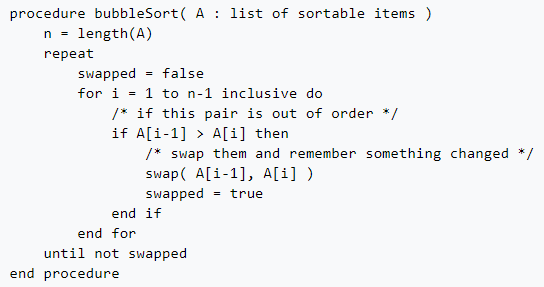 procedure bubbleSort( A : list of sortable items )
    n = length(A)
    repeat
        swapped = false
        for i = 1 to n-1 inclusive do
            /* if this pair is out of order */
            if A[i-1] > A[i] then
                /* swap them and remember something changed */
                swap( A[i-1], A[i] )
                swapped = true
            end if
        end for
    until not swapped
end procedure